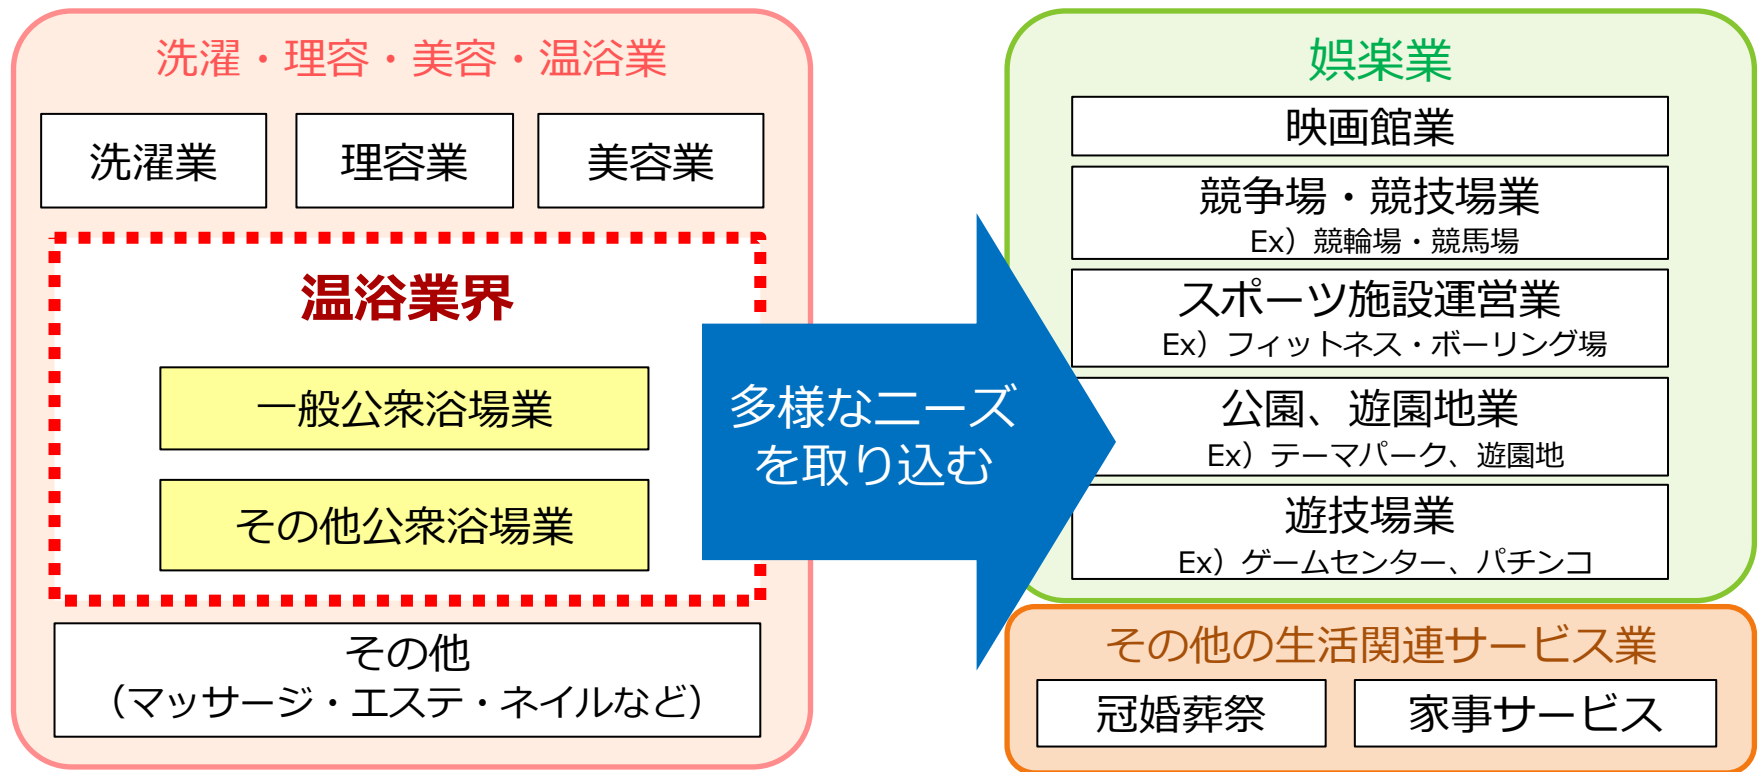 洗濯・理容・美容・温浴業
洗濯業
理容業
美容業
温浴業界
一般公衆浴場業
その他公衆浴場業
その他
（マッサージ・エステ・ネイルなど）
多様なニーズ
を取り込む
娯楽業
映画館業
競争場・競技場業
Ex）競輪場・競馬場
スポーツ施設運営業
Ex）フィットネス・ボーリング場
公園、遊園地業
Ex）テーマパーク、遊園地
遊技場業
Ex）ゲームセンター、パチンコ
その他の生活関連サービス業
冠婚葬祭
家事サービス